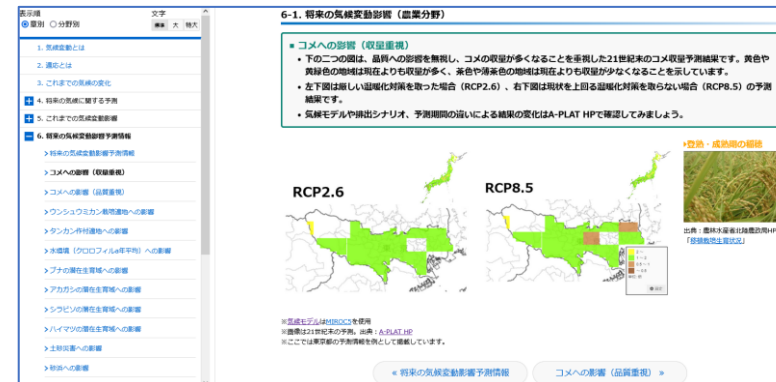 表示順
文字
章別
分野別
標準 大 特大
1. 気候変動とは
2. 適応とは
3. これまでの気候の変化
4. 将来の気候に関する予測
5. これまでの気候変動影響
6. 将来の気候変動影響予測情報
> 将来の気候変動影響予測情報
> コメへの影響（収量重視）
> コメへの影響（品質重視）
> ウンシュウミカン栽培適地への影響
> タンカン作付適地への影響
> 水環境（クロロフィルa年平均）への影響
> ブナの潜在生育域への影響
> アカガシの潜在生育域への影響
> シラビソの潜在生育域への影響
> ハイマツの潜在生育域への影響
> 土砂災害への影響
> 砂浜への影響
6-1. 将来の気候変動影響（農業分野）
■ コメへの影響（収量重視）
• 下の二つの図は、品質への影響を無視し、コメの収量が多くなることを重視した21世紀末のコメ収量予測結果です。黄色や
黄緑色の地域は現在よりも収量が多く、茶色や薄茶色の地域は現在よりも収量が少なくなることを示しています。
• 左下図は厳しい温暖化対策を取った場合（RCP2.6）、右下図は現状を上回る温暖化対策を取らない場合（RCP8.5）の予測
結果です。
• 気候モデルや排出シナリオ、予測期間の違いによる結果の変化はA-PLAT HPで確認してみましょう。
RCP2.6
RCP8.5
▸登熟・成熟期の稲穂
出典：農林水産省北陸農政局HP
「
※気候モデルはMIROC5を使用
※画像は21世紀末の予測。出典：A-PLAT HP
※ここでは東京都の予測情報を例として掲載しています。
« 将来の気候変動影響予測情報
コメへの影響（品質重視） »